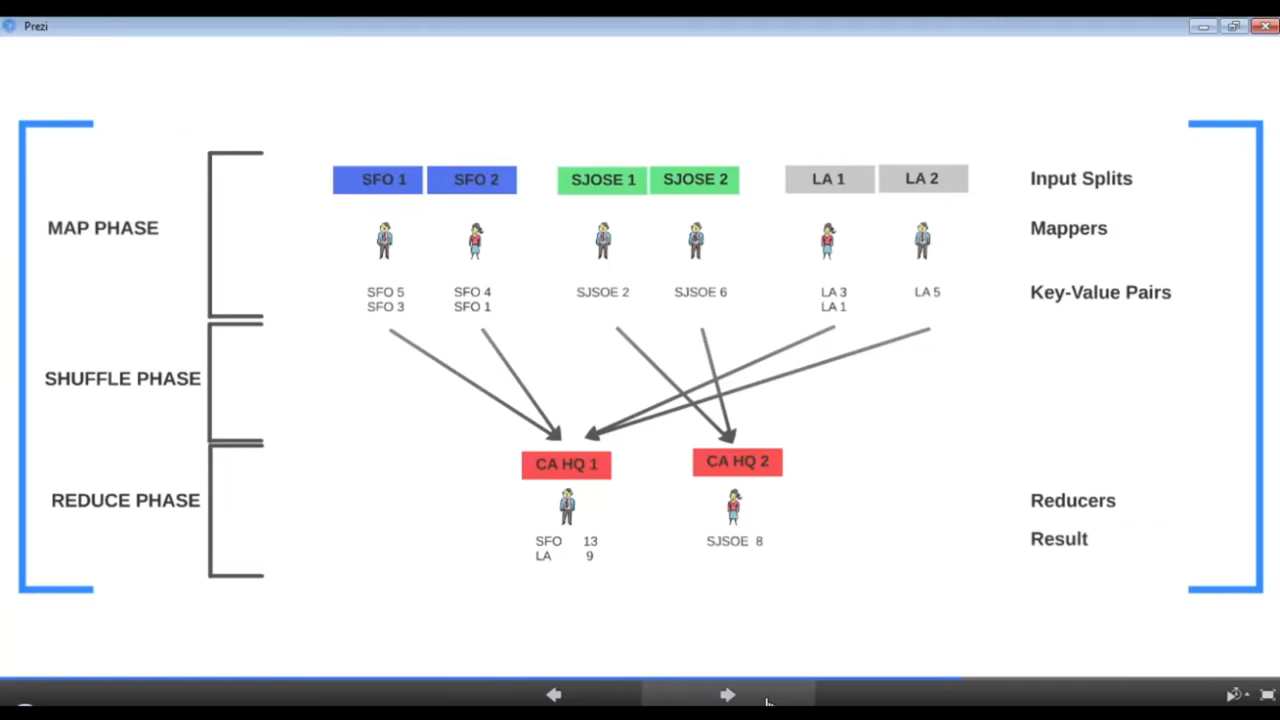 Prezi
SFO 1 SFO 2 SJOSE 1 SJOSE 2 LA 1 LA 2 Input Splits
MAP PHASE Mappers
SFO 5 SFO 4 SJSOE 2 SJSOE 6 LA 3 LA 5 Key-Value Pairs
SFO 3 SFO 1 LA 1
SHUFFLE PHASE
CA HQ 1 CA HQ 2
REDUCE PHASE Reducers
SFO 13 SJSOE 8 Result
LA 9